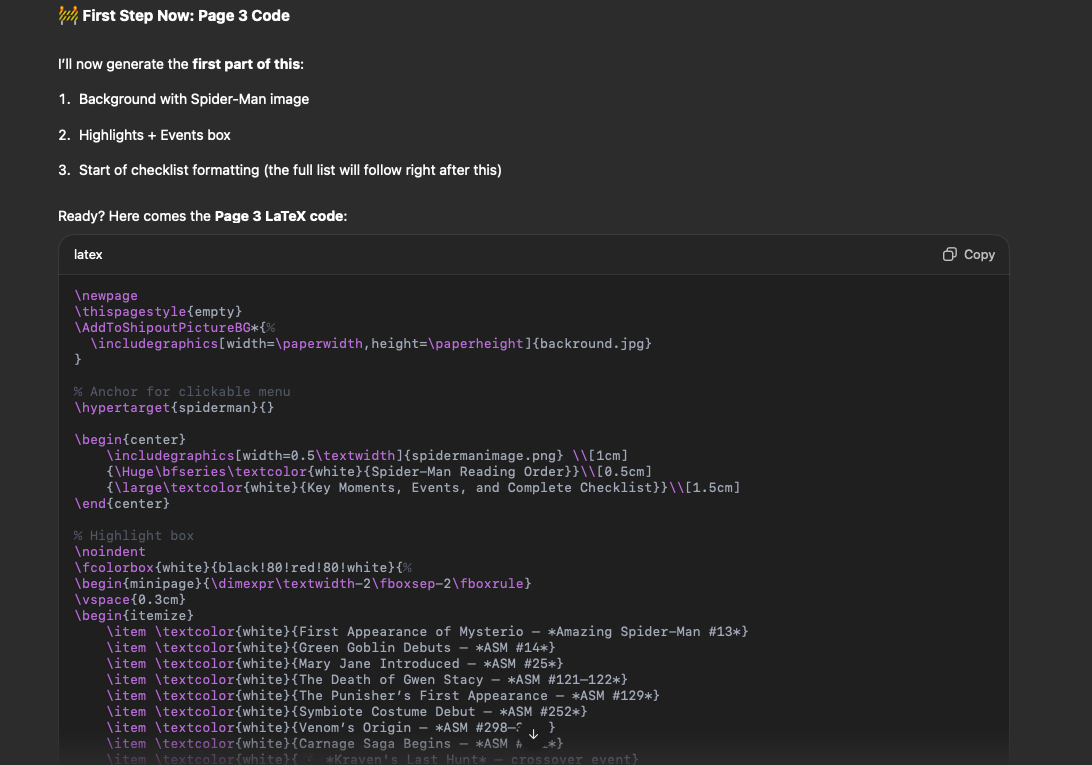 🚧 First Step Now: Page 3 Code
I'll now generate the first part of this:
1. Background with Spider-Man image
2. Highlights + Events box
3. Start of checklist formatting (the full list will follow right after this)
Ready? Here comes the Page 3 LaTeX code:
latex
Copy
\newpage
\thispagestyle{empty}
\AddToShipoutPictureBG*{%
  \includegraphics[width=\paperwidth,height=\paperheight]{backround.jpg}
}
% Anchor for clickable menu
\hypertarget{spiderman}{}
\begin{center}
    \includegraphics[width=0.5\textwidth]{spidermanimage.png} \\[1cm]
    {\Huge\bfseries\textcolor{white}{Spider-Man Reading Order}}\\[0.5cm]
    {\large\textcolor{white}{Key Moments, Events, and Complete Checklist}}\\[1.5cm]
\end{center}
% Highlight box
\noindent
\fcolorbox{white}{black!80!red!80!white}{%
\begin{minipage}{\dimexpr\textwidth-2\fboxsep-2\fboxrule}
\vspace{0.3cm}
\begin{itemize}
    \item \textcolor{white}{First Appearance of Mysterio – *Amazing Spider-Man #13*}
    \item \textcolor{white}{Green Goblin Debuts – *ASM #14*}
    \item \textcolor{white}{Mary Jane Introduced – *ASM #25*}
    \item \textcolor{white}{The Death of Gwen Stacy – *ASM #121–122*}
    \item \textcolor{white}{The Punisher's First Appearance – *ASM #129*}
    \item \textcolor{white}{Symbiote Costume Debut – *ASM #252*}
    \item \textcolor{white}{Venom's Origin – *ASM #298– }
    \item \textcolor{white}{Carnage Saga Begins – *ASM # *}
    \item \textcolor{white}{ *Kraven's Last Hunt* – crossover event}